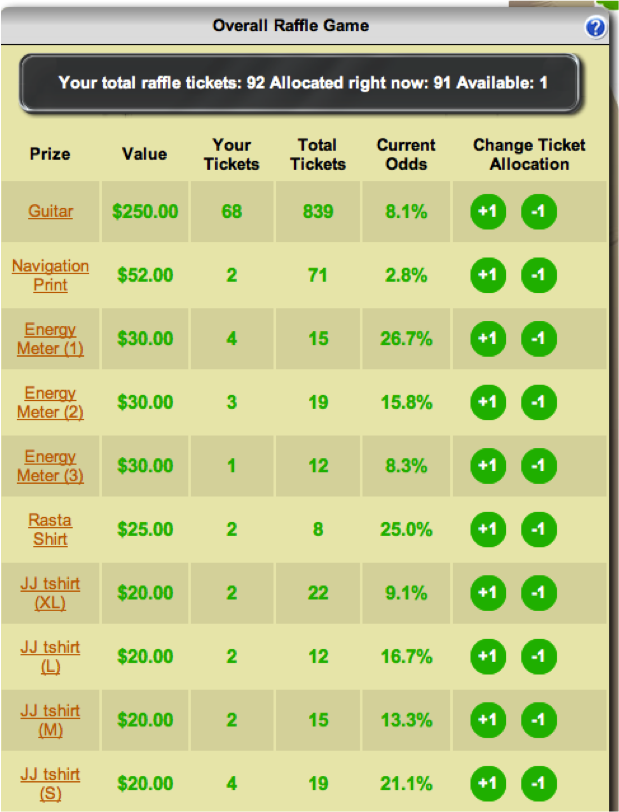 Overall Raffle Game
?
Your total raffle tickets: 92 Allocated right now: 91 Available: 1
Prize Value Your Tickets Total Tickets Current Odds Change Ticket Allocation
Guitar $250.00 68 839 8.1% +1 -1
Navigation Print $52.00 2 71 2.8% +1 -1
Energy Meter (1) $30.00 4 15 26.7% +1 -1
Energy Meter (2) $30.00 3 19 15.8% +1 -1
Energy Meter (3) $30.00 1 12 8.3% +1 -1
Rasta Shirt $25.00 2 8 25.0% +1 -1
JJ tshirt (XL) $20.00 2 22 9.1% +1 -1
JJ tshirt (L) $20.00 2 12 16.7% +1 -1
JJ tshirt (M) $20.00 2 15 13.3% +1 -1
JJ tshirt (S) $20.00 4 19 21.1% +1 -1